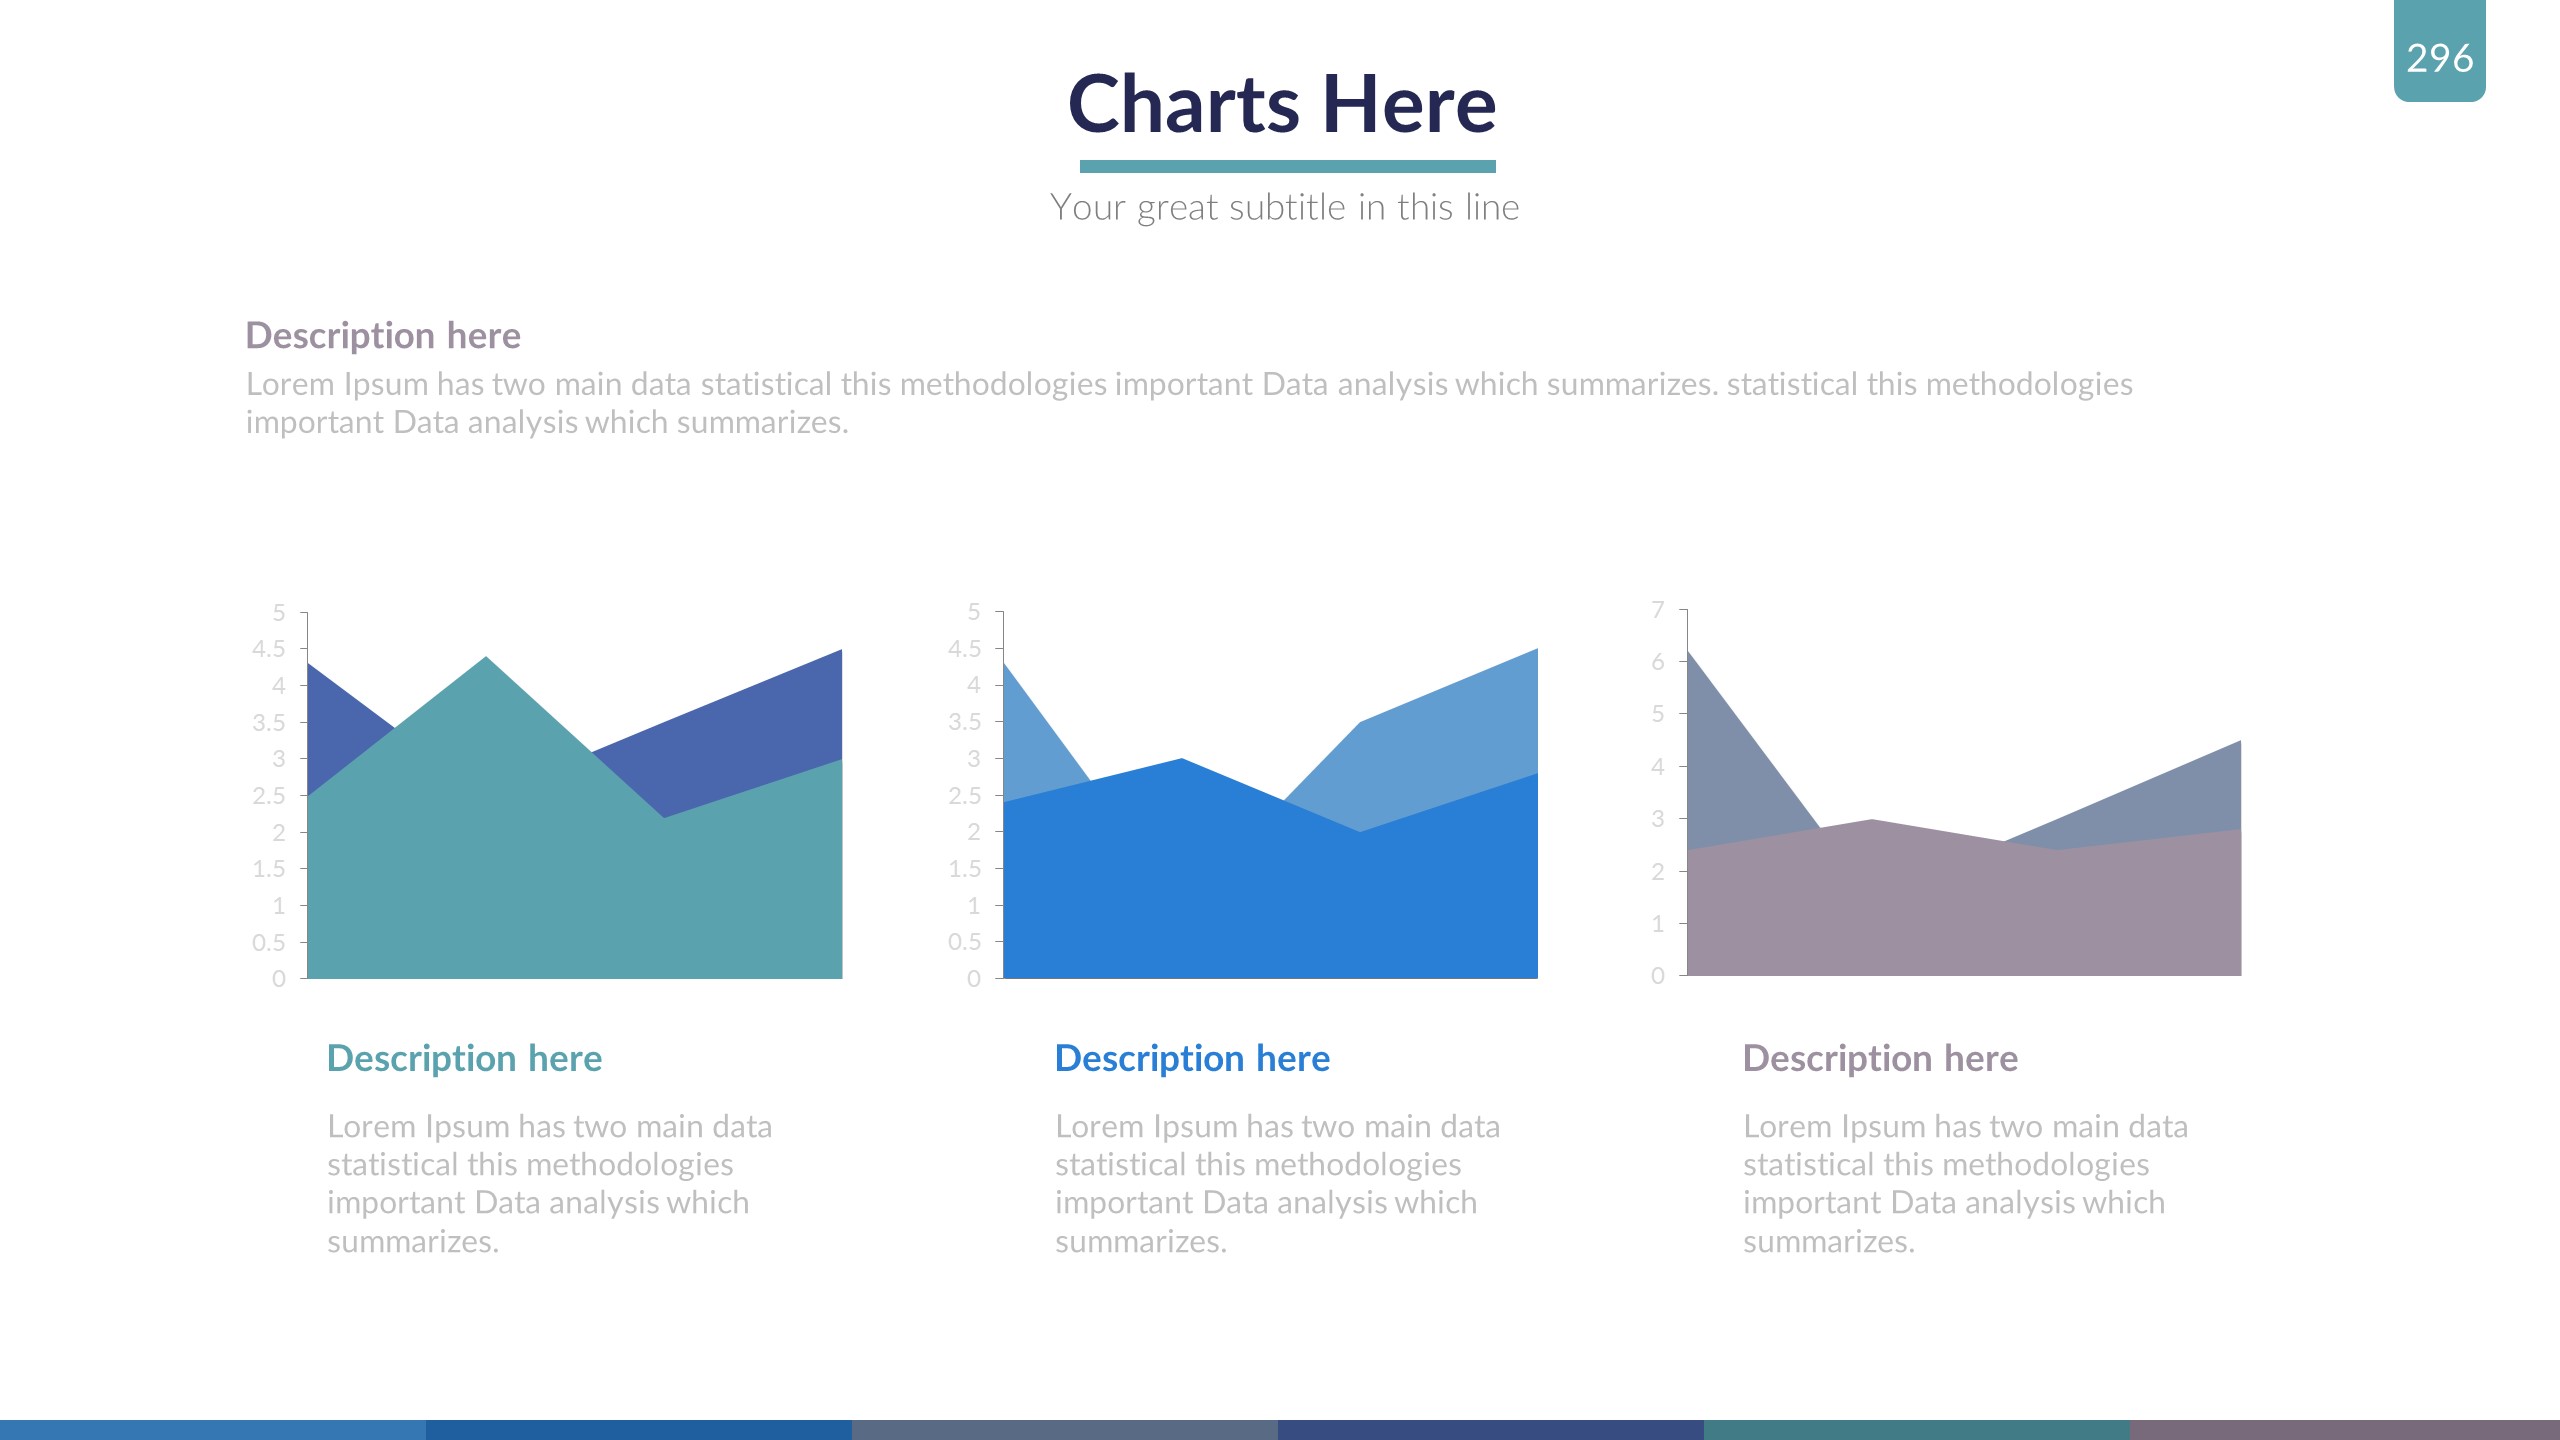 296
Charts Here
Your great subtitle in this line
Description here
Lorem Ipsum has two main data statistical this methodologies important Data analysis which summarizes. statistical this methodologies
important Data analysis which summarizes.
5
4.5
4
3.5
3
2.5
2
1.5
1
0.5
0
5
4.5
4
3.5
3
2.5
2
1.5
1
0.5
0
7
6
5
4
3
2
1
0
Description here
Lorem Ipsum has two main data
statistical this methodologies
important Data analysis which
summarizes.
Description here
Lorem Ipsum has two main data
statistical this methodologies
important Data analysis which
summarizes.
Description here
Lorem Ipsum has two main data
statistical this methodologies
important Data analysis which
summarizes.